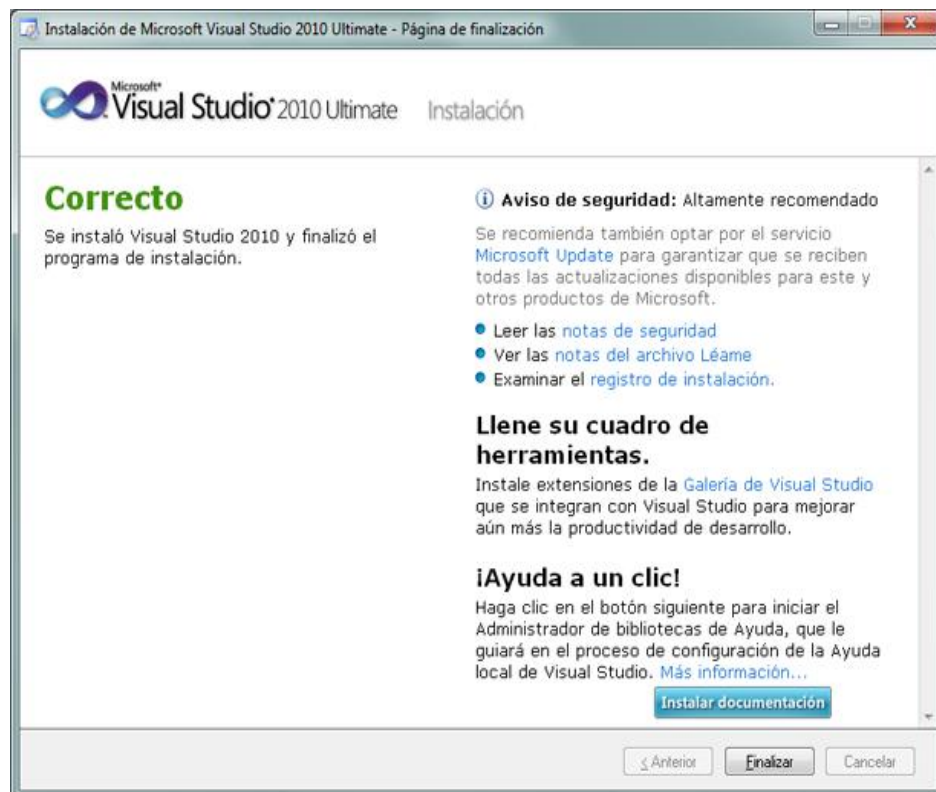 Instalación de Microsoft Visual Studio 2010 Ultimate - Página de finalización
Microsoft®
Visual Studio® 2010 Ultimate Instalación
Correcto
Se instaló Visual Studio 2010 y finalizó el
programa de instalación.
Aviso de seguridad: Altamente recomendado
Se recomienda también optar por el servicio
Microsoft Update para garantizar que se reciben
todas las actualizaciones disponibles para este y
otros productos de Microsoft.
Leer las notas de seguridad
Ver las notas del archivo Léame
Examinar el registro de instalación.
Llene su cuadro de
herramientas.
Instale extensiones de la Galería de Visual Studio
que se integran con Visual Studio para mejorar
aún más la productividad de desarrollo.
¡Ayuda a un clic!
Haga clic en el botón siguiente para iniciar el
Administrador de bibliotecas de Ayuda, que le
guiará en el proceso de configuración de la Ayuda
local de Visual Studio. Más información...
Instalar documentación
< Anterior
Finalizar
Cancelar